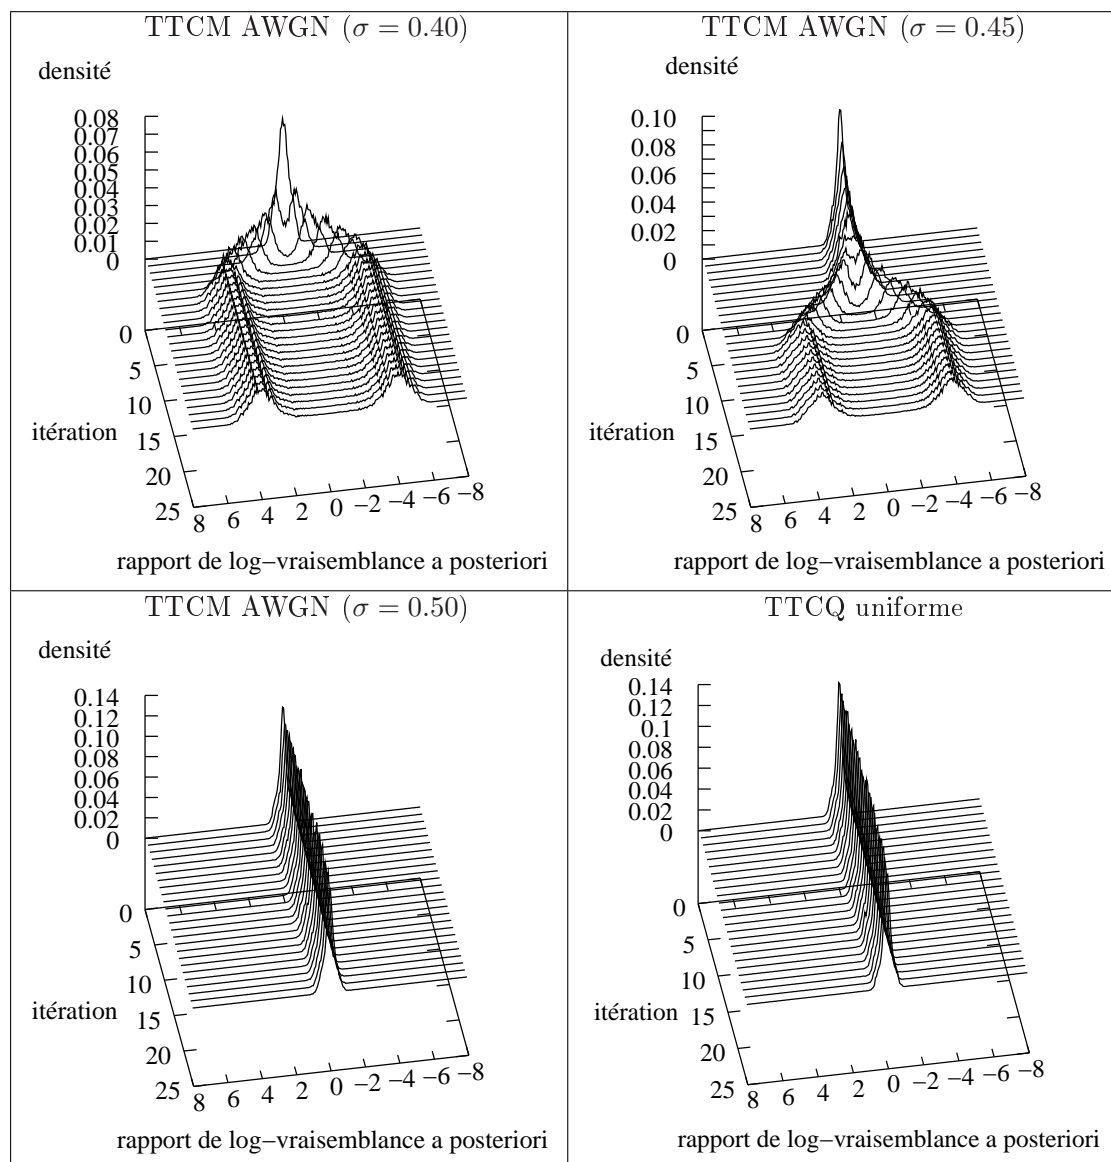 TTCM AWGN (σ = 0.40)
densité
0.08
0.07
0.06
0.05
0.04
0.03
0.02
0.01
0
0
5
10
15
20
25
itération
8 6 4 2 0 −2 −4 −6 −8
rapport de log−vraisemblance a posteriori
TTCM AWGN (σ = 0.45)
densité
0.10
0.08
0.06
0.04
0.02
0
0
5
10
15
20
25
itération
8 6 4 2 0 −2 −4 −6 −8
rapport de log−vraisemblance a posteriori
TTCM AWGN (σ = 0.50)
densité
0.14
0.12
0.10
0.08
0.06
0.04
0.02
0
0
5
10
15
20
25
itération
8 6 4 2 0 −2 −4 −6 −8
rapport de log−vraisemblance a posteriori
TTCQ uniforme
densité
0.14
0.12
0.1
0.08
0.06
0.04
0.02
0
0
5
10
15
20
25
itération
8 6 4 2 0 −2 −4 −6 −8
rapport de log−vraisemblance a posteriori